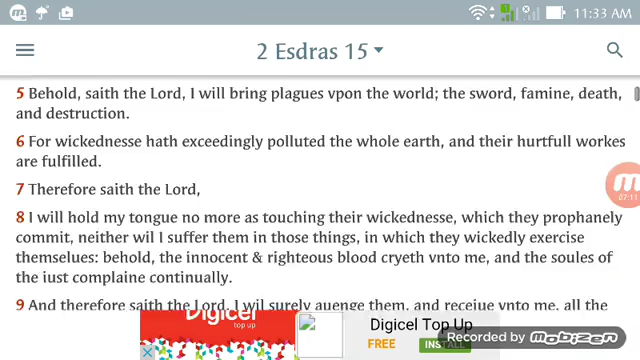 11:33 AM
2 Esdras 15
5 Behold, saith the Lord, I will bring plagues vpon the world; the sword, famine, death,
and destruction.
6 For wickednesse hath exceedingly polluted the whole earth, and their hurtfull workes
are fulfilled.
7 Therefore saith the Lord,
8 I will hold my tongue no more as touching their wickednesse, which they prophanely
commit, neither wil I suffer them in those things, in which they wickedly exercise
themselues: behold, the innocent & righteous blood cryeth vnto me, and the soules of
the iust complaine continually.
9 And therefore saith the Lord, I wil surely auenge them, and receiue vnto me, all the
07:11
Digicel
top up
Digicel Top Up
FREE
INSTALL
Recorded by mobizen